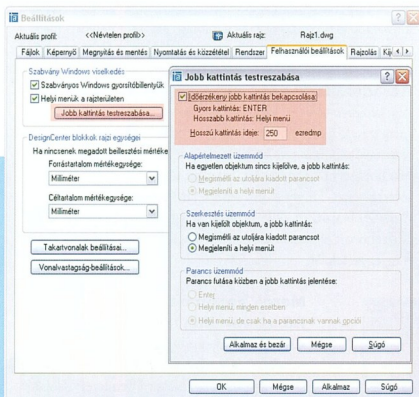 Beállítások
Aktuális profil: <<Névtelen profil>> Aktuális rajz: Rajz1.dwg
Fájlok Képernyő Megnyitás és mentés Nyomtatás és közzététel Rendszer Felhasználói beállítások Rajzolás
Szabvány Windows viselkedés
Szabványos Windows gyorsítóbillentyűk
Helyi menük a rajzterületen
Jobb kattintás testreszabása...
DesignCenter blokkok rajzi egységei
Ha nincsenek megadott beillesztési
Forrástartalom mértékegysége:
Milliméter
Céltartalom mértékegysége:
Milliméter
Takartvonalak beállításai...
Vonalvastagság-beállítások...
Jobb kattintás testreszabása
Időérzékeny jobb kattintás bekapcsolása:
Gyors kattintás: ENTER
Hosszabb kattintás: Helyi menü
Hosszú kattintás ideje: 250 ezredmp
Alapértelmezett üzemmód
Ha egyetlen objektum sincs kijelölve, a jobb kattintás:
Megismétli az utoljára kiadott parancsot
Megjeleníti a helyi menüt
Szerkesztés üzemmód
Ha van kijelölt objektum, a jobb kattintás:
Megismétli az utoljára kiadott parancsot
Megjeleníti a helyi menüt
Parancs üzemmód
Parancs futása közben a jobb kattintás jelentése:
Enter
Helyi menü, minden esetben
Helyi menü, de csak ha a parancsnak vannak opciói
Alkalmaz és bezár Mégse Súgó
OK Mégse Alkalmaz Súgó